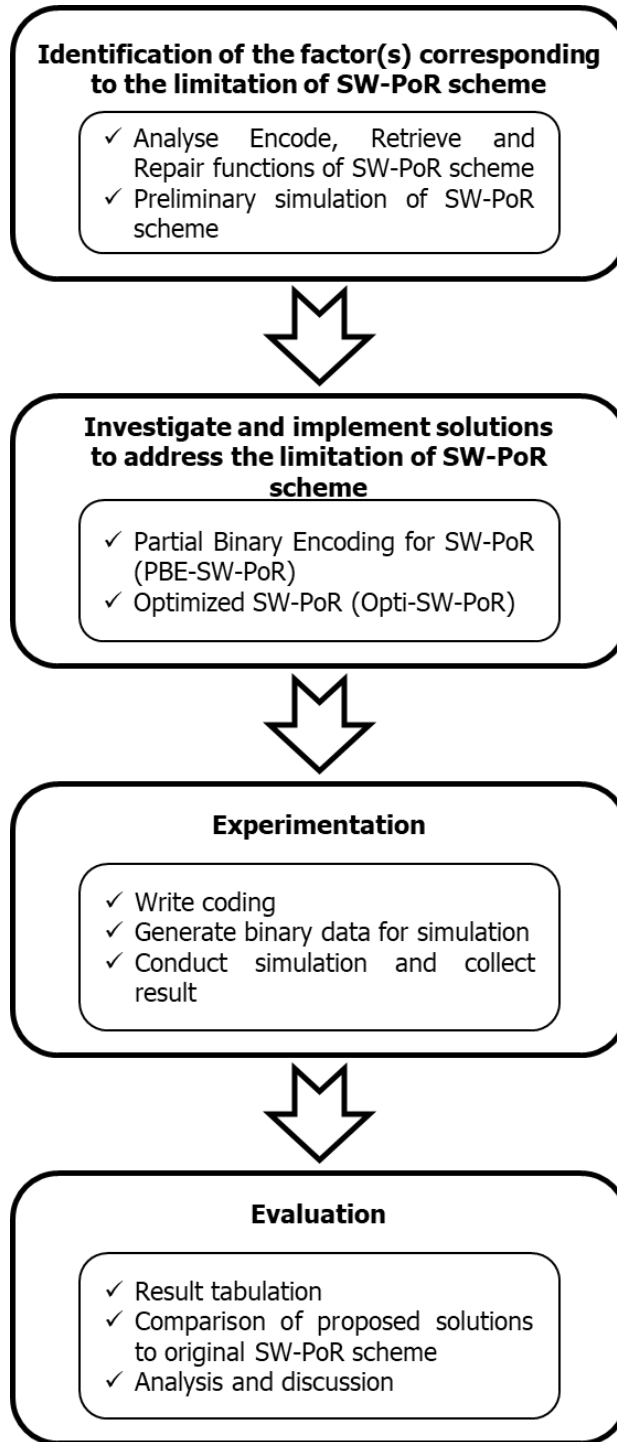 Identification of the factor(s) corresponding
to the limitation of SW-PoR scheme
✓ Analyse Encode, Retrieve and
Repair functions of SW-PoR scheme
✓ Preliminary simulation of SW-PoR
scheme
Investigate and implement solutions
to address the limitation of SW-PoR
scheme
✓ Partial Binary Encoding for SW-PoR
(PBE-SW-PoR)
✓ Optimized SW-PoR (Opti-SW-PoR)
Experimentation
✓ Write coding
✓ Generate binary data for simulation
✓ Conduct simulation and collect
result
Evaluation
✓ Result tabulation
✓ Comparison of proposed solutions
to original SW-PoR scheme
✓ Analysis and discussion